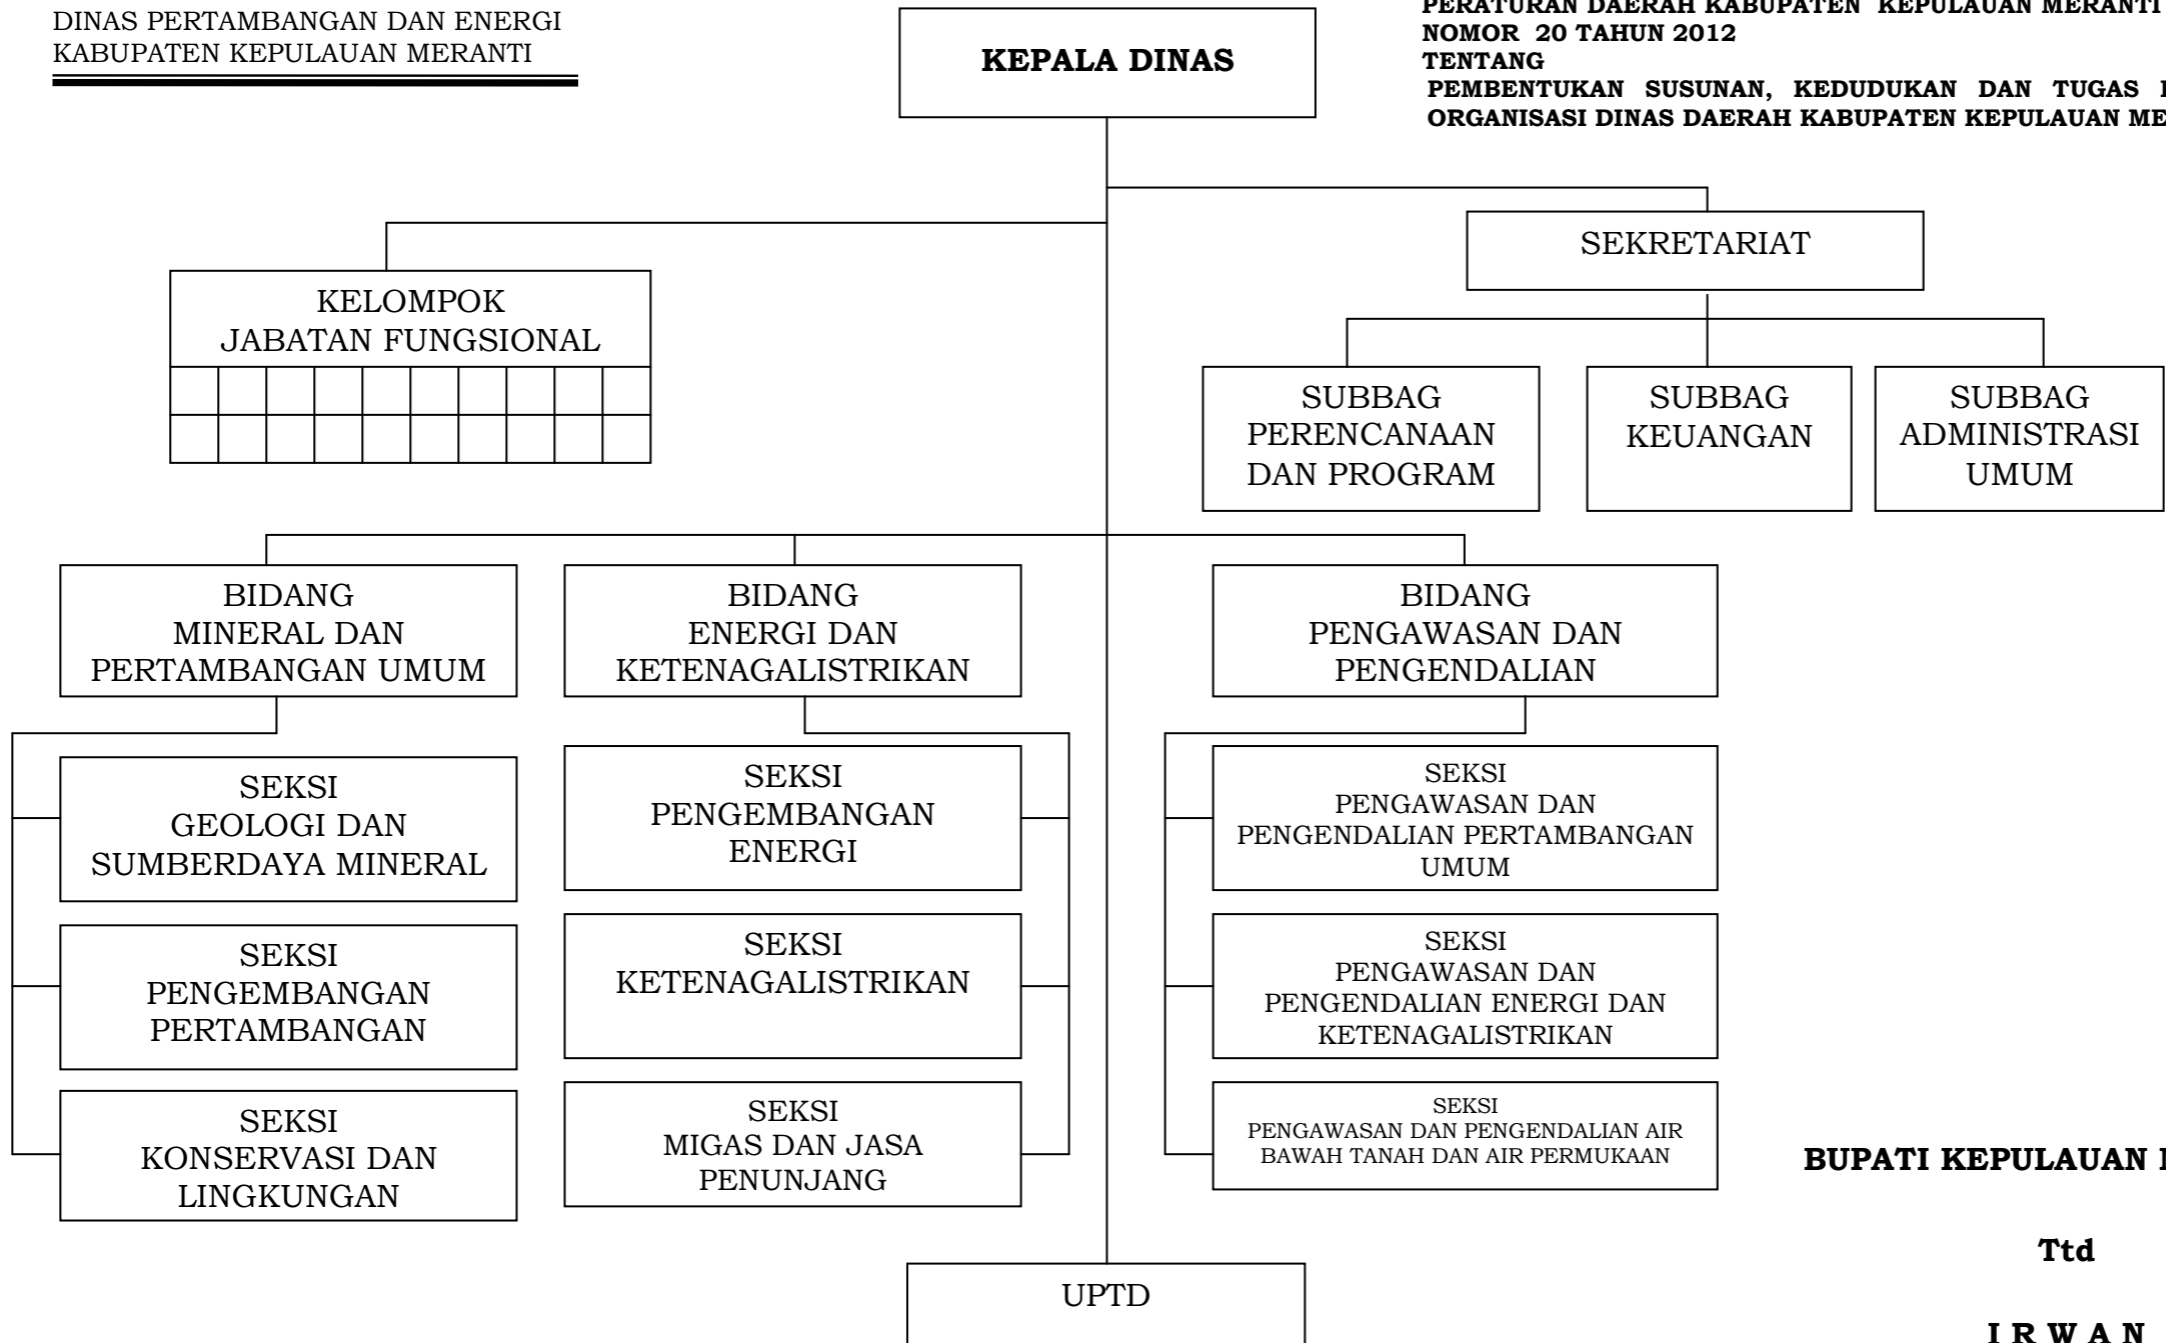 DINAS PERTAMBANGAN DAN ENERGI
KABUPATEN KEPULAUAN MERANTI
PERATURAN DAERAH KABUPATEN KEPULAUAN MERANTI
NOMOR 20 TAHUN 2012
TENTANG
PEMBENTUKAN SUSUNAN, KEDUDUKAN DAN TUGAS
ORGANISASI DINAS DAERAH KABUPATEN KEPULAUAN
KEPALA DINAS
SEKRETARIAT
KELOMPOK
JABATAN FUNGSIONAL
SUBBAG
PERENCANAAN
DAN PROGRAM
SUBBAG
KEUANGAN
SUBBAG
ADMINISTRASI
UMUM
BIDANG
MINERAL DAN
PERTAMBANGAN UMUM
BIDANG
ENERGI DAN
KETENAGALISTRIKAN
BIDANG
PENGAWASAN DAN
PENGENDALIAN
SEKSI
GEOLOGI DAN
SUMBERDAYA MINERAL
SEKSI
PENGEMBANGAN
PERTAMBANGAN
SEKSI
KONSERVASI DAN
LINGKUNGAN
SEKSI
PENGEMBANGAN
ENERGI
SEKSI
KETENAGALISTRIKAN
SEKSI
MIGAS DAN JASA
PENUNJANG
SEKSI
PENGAWASAN DAN
PENGENDALIAN PERTAMBANGAN
UMUM
SEKSI
PENGAWASAN DAN
PENGENDALIAN ENERGI DAN
KETENAGALISTRIKAN
SEKSI
PENGAWASAN DAN PENGENDALIAN AIR
BAWAH TANAH DAN AIR PERMUKAAN
UPTD
BUPATI KEPULAUAN
Ttd
I R W A N